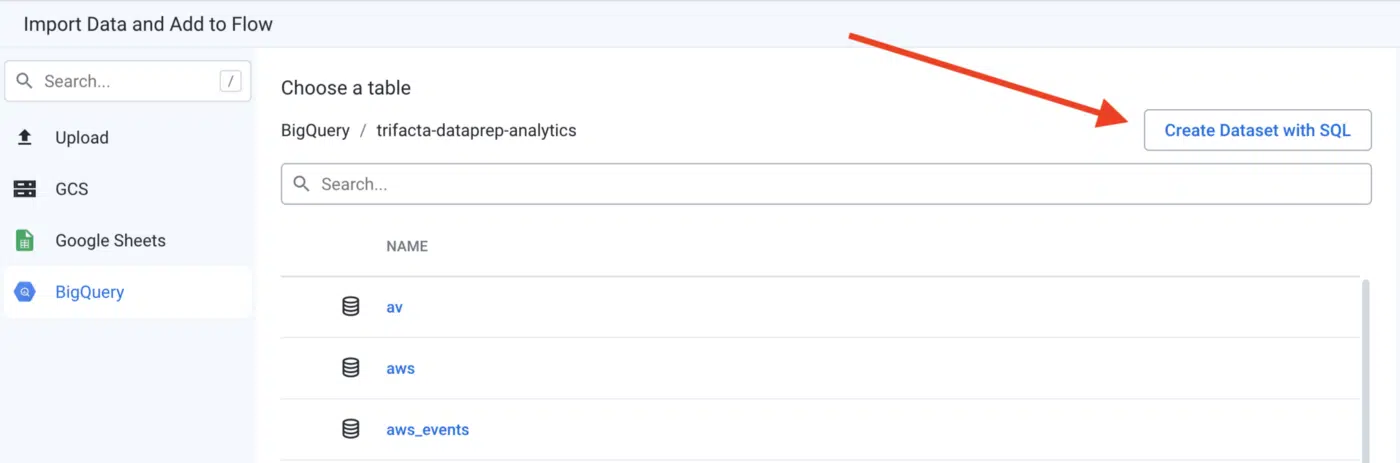 Import Data and Add to Flow
Search... /
Upload
GCS
Google Sheets
BigQuery
Choose a table
BigQuery / trifacta-dataprep-analytics
Create Dataset with SQL
Search...
NAME
av
aws
aws_events